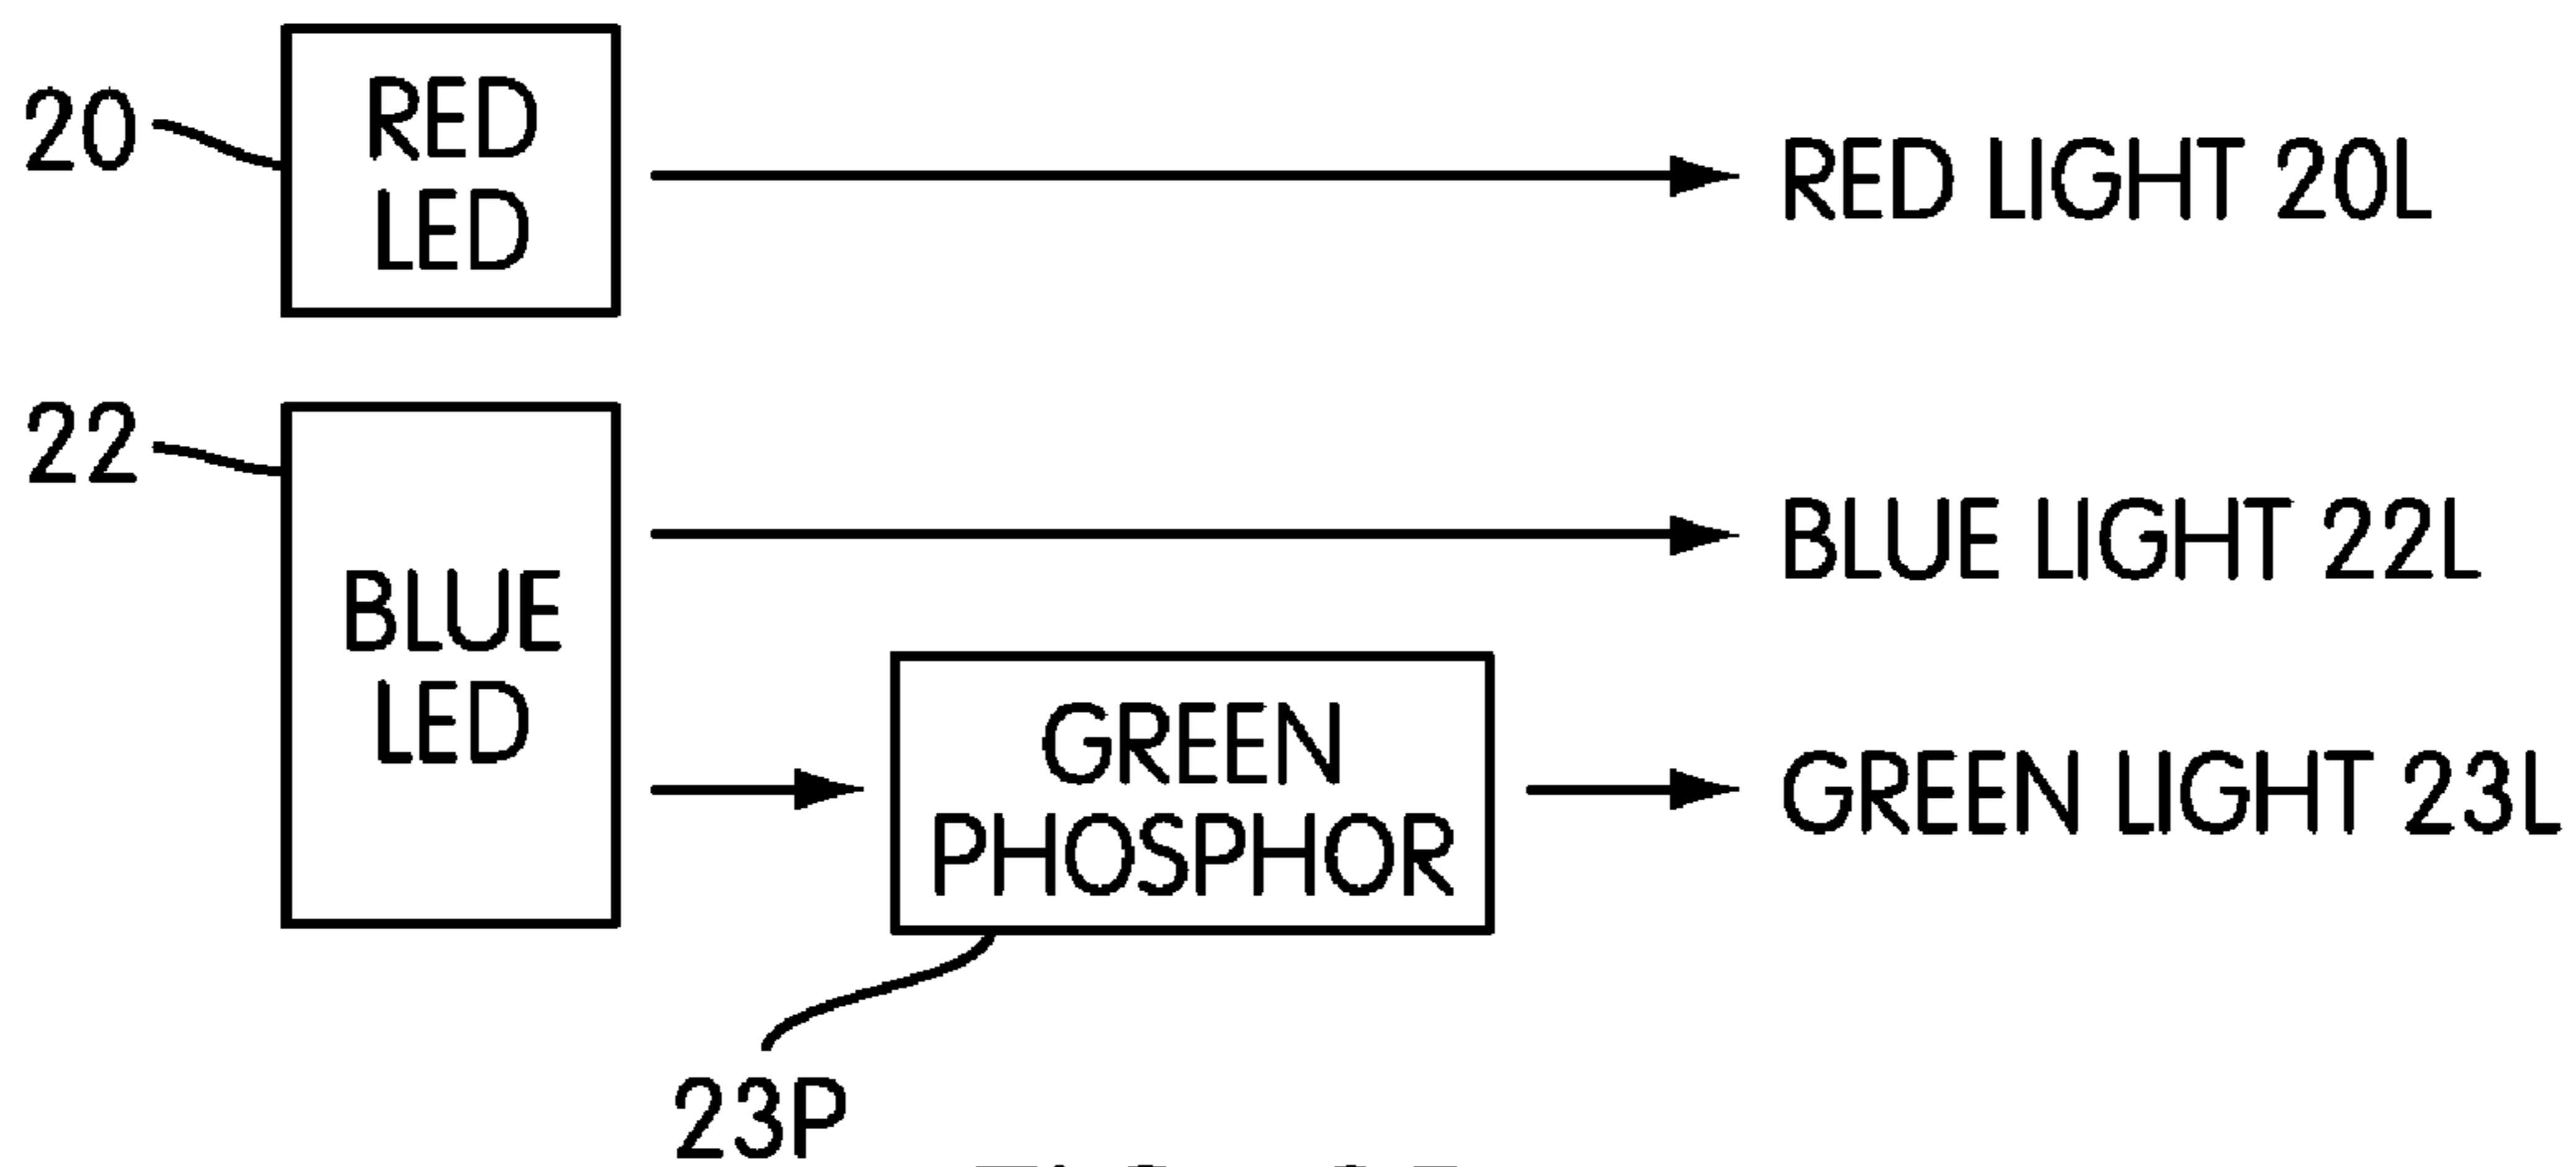 20
RED
LED
RED LIGHT 20L
22
BLUE
LED
BLUE LIGHT 22L
GREEN
PHOSPHOR
GREEN LIGHT 23L
23P